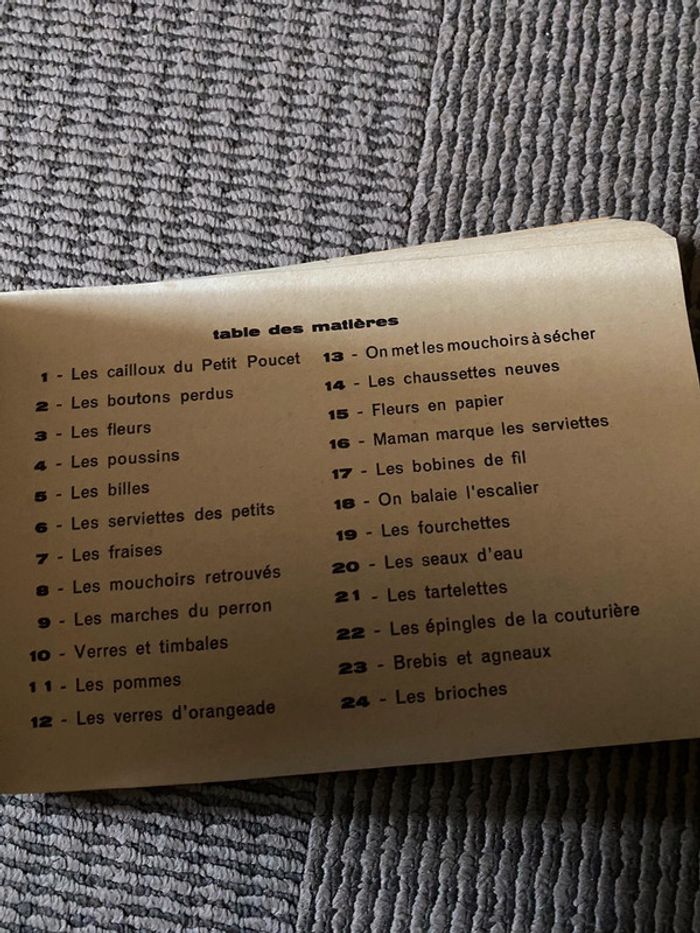 table des matières
1 - Les cailloux du Petit Poucet
2 - Les boutons perdus
3 - Les fleurs
4 - Les poussins
5 - Les billes
6 - Les serviettes des petits
7 - Les fraises
8 - Les mouchoirs retrouvés
9 - Les marches du perron
10 - Verres et timbales
11 - Les pommes
12 - Les verres d'orangeade
13 - On met les mouchoirs à sécher
14 - Les chaussettes neuves
15 - Fleurs en papier
16 - Maman marque les serviettes
17 - Les bobines de fil
18 - On balaie l'escalier
19 - Les fourchettes
20 - Les seaux d'eau
21 - Les tartelettes
22 - Les épingles de la couturière
23 - Brebis et agneaux
24 - Les brioches